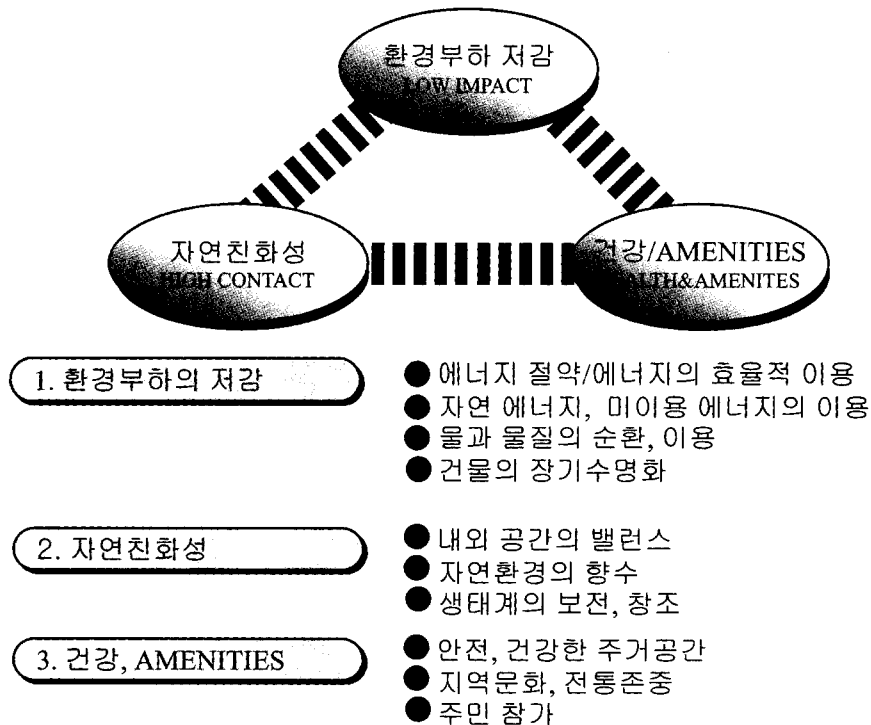 환경부하 저감
LOW IMPACT
자연친화성
HIGH CONTACT
건강/AMENITIES
HEALTH&AMENITES
1. 환경부하의 저감
● 에너지 절약/에너지의 효율적 이용
● 자연 에너지, 미이용 에너지의 이용
● 물과 물질의 순환, 이용
● 건물의 장기수명화
2. 자연친화성
● 내외 공간의 밸런스
● 자연환경의 향수
● 생태계의 보전, 창조
3. 건강, AMENITIES
● 안전, 건강한 주거공간
● 지역문화, 전통존중
● 주민 참가